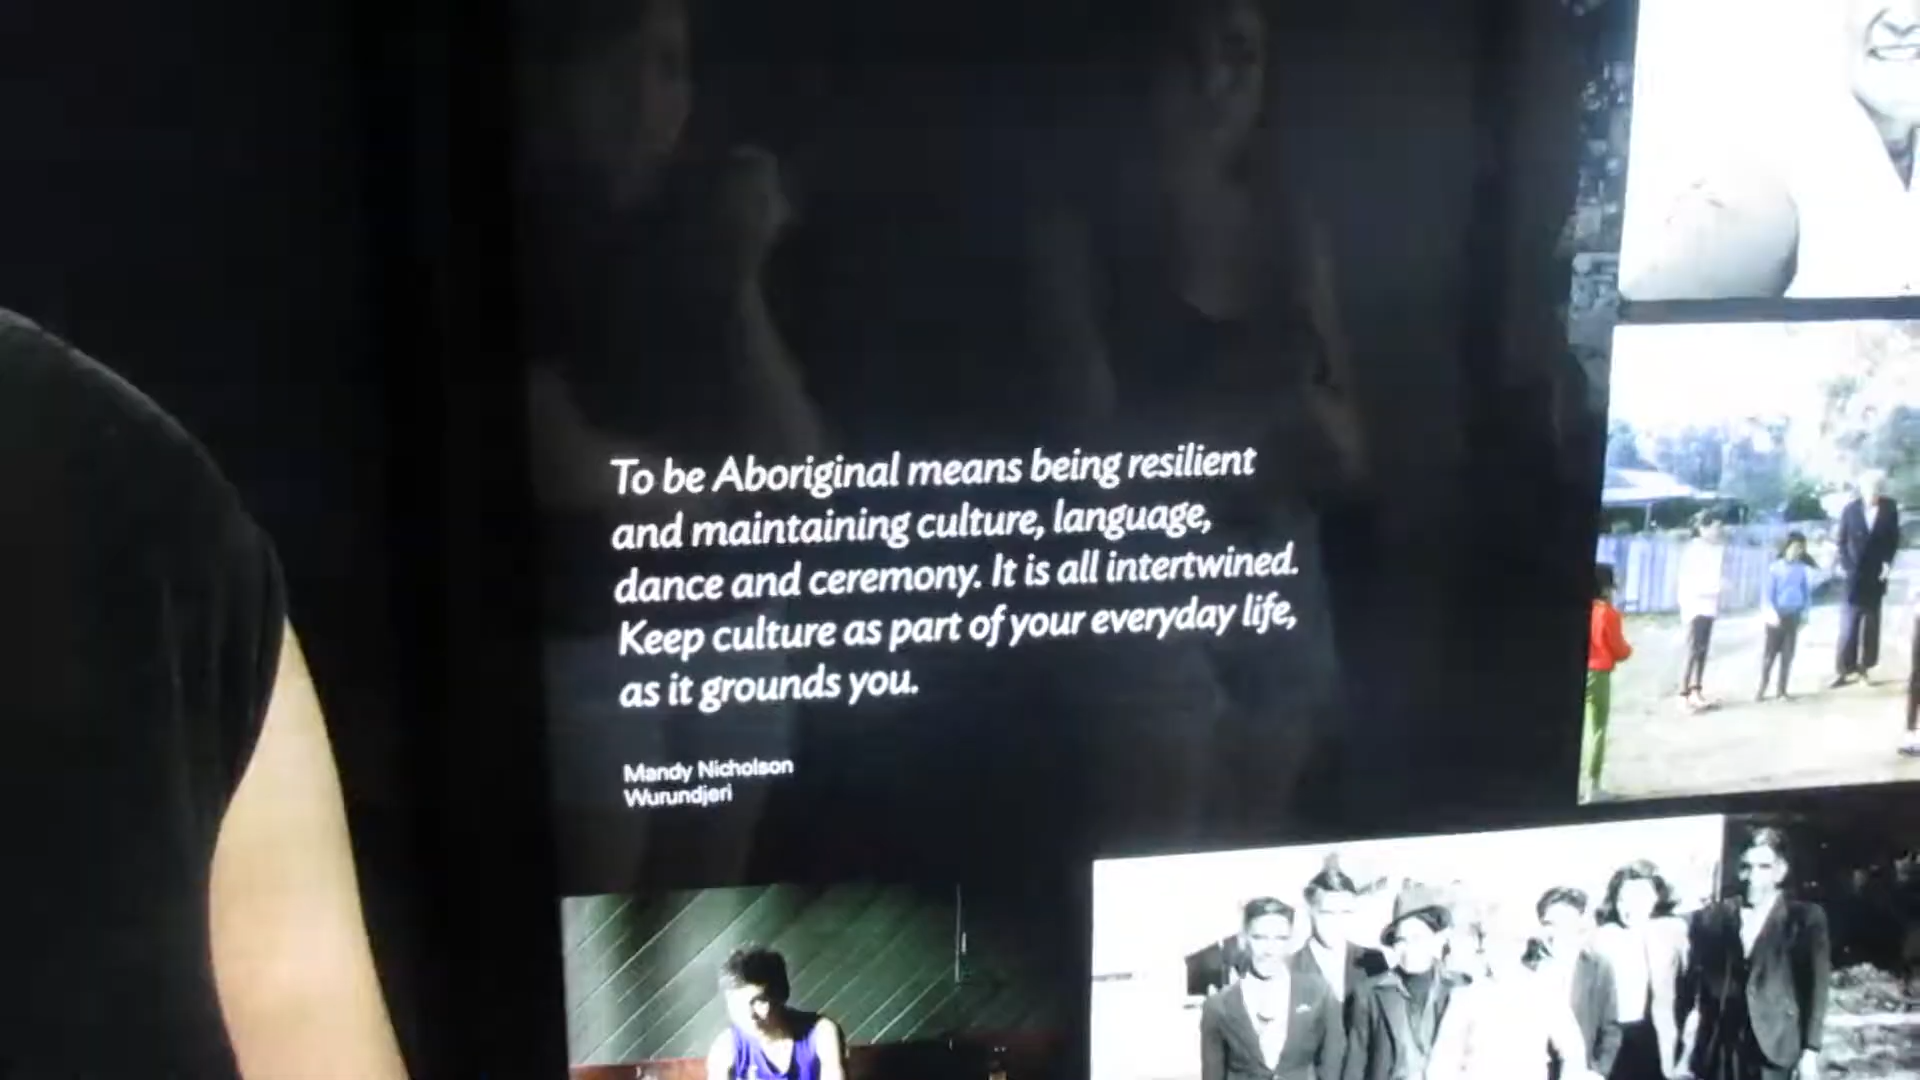 To be Aboriginal means being resilient
and maintaining culture, language,
dance and ceremony. It is all intertwined.
Keep culture as part of your everyday life,
as it grounds you.
Mandy Nicholson
Wurundjeri